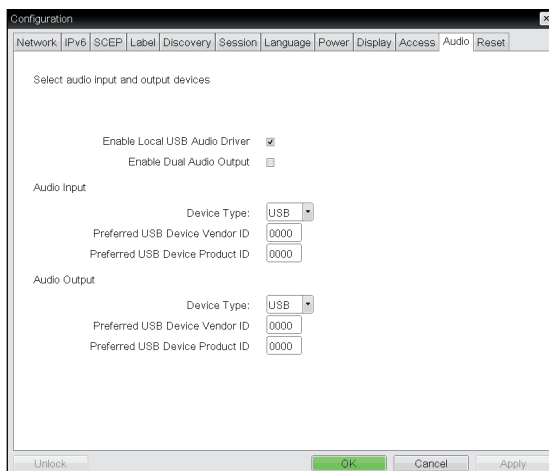 Configuration
Network IPv6 SCEP Label Discovery Session Language Power Display Access Audio Reset
Select audio input and output devices
Enable Local USB Audio Driver
Enable Dual Audio Output
Audio Input
Device Type: USB
Preferred USB Device Vendor ID 0000
Preferred USB Device Product ID 0000
Audio Output
Device Type: USB
Preferred USB Device Vendor ID 0000
Preferred USB Device Product ID 0000
Unlock OK Cancel Apply